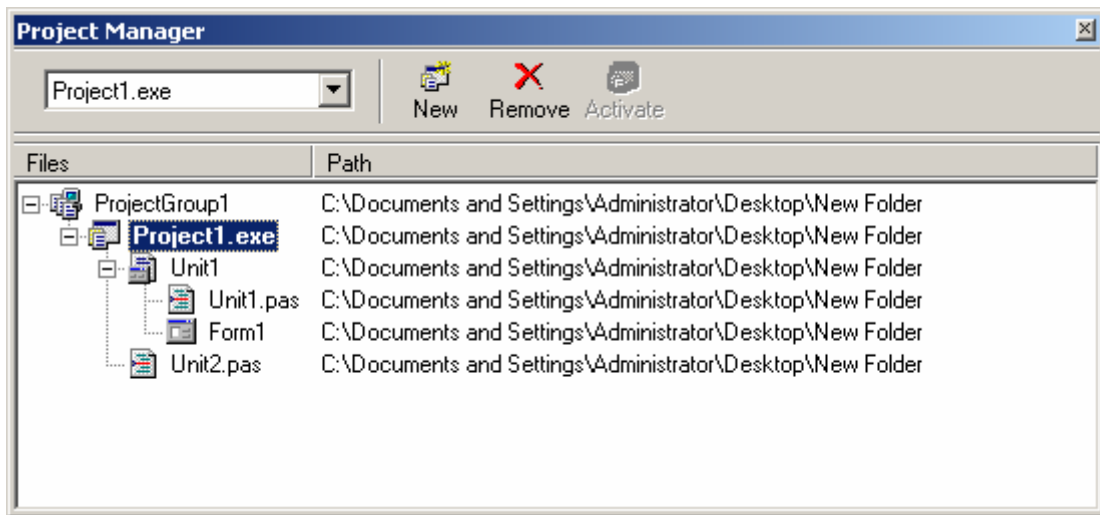 Project Manager
Project1.exe
New Remove Activate
Files Path
ProjectGroup1 C:\Documents and Settings\Administrator\Desktop\New Folder
Project1.exe C:\Documents and Settings\Administrator\Desktop\New Folder
Unit1 C:\Documents and Settings\Administrator\Desktop\New Folder
Unit1.pas C:\Documents and Settings\Administrator\Desktop\New Folder
Form1 C:\Documents and Settings\Administrator\Desktop\New Folder
Unit2.pas C:\Documents and Settings\Administrator\Desktop\New Folder